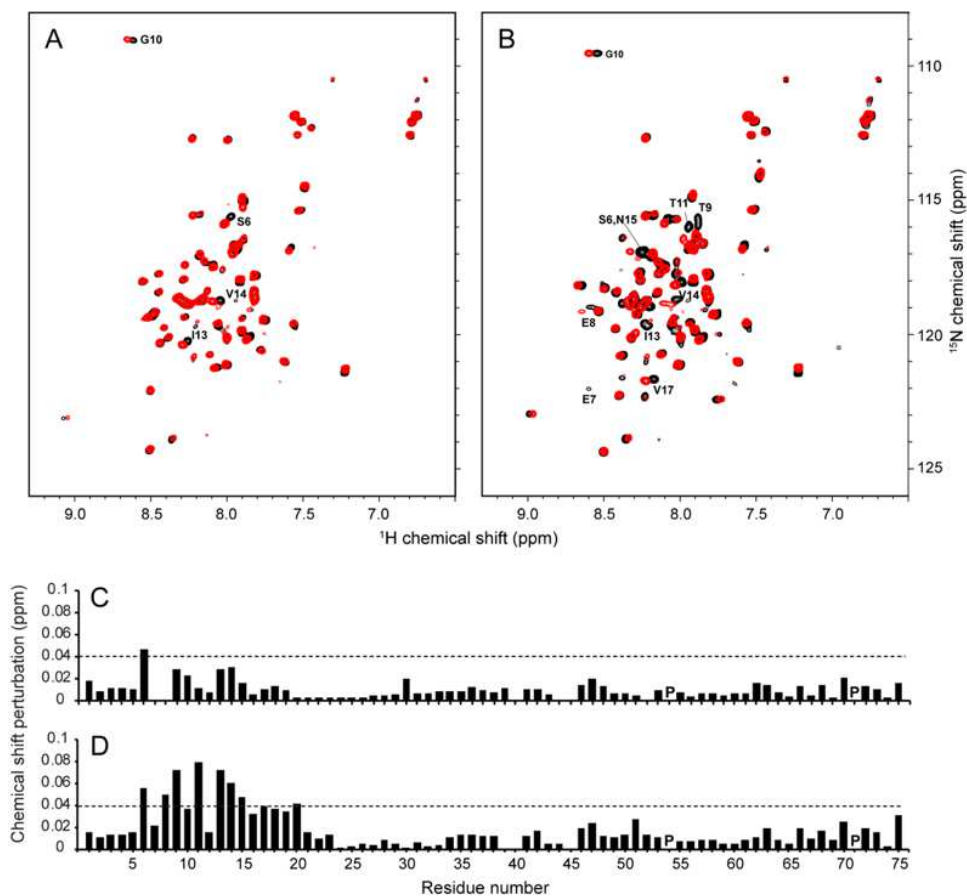 A
B
G10
G10
S6
V14
I13
T11
T9
S6,N15
V14
E8
I13
V17
E7
110
115
120
125
¹⁵N chemical shift (ppm)
9.0 8.5 8.0 7.5 7.0
9.0 8.5 8.0 7.5 7.0
¹H chemical shift (ppm)
Chemical shift perturbation (ppm)
C
0.1
0.08
0.06
0.04
0.02
0
P P
D
0.1
0.08
0.06
0.04
0.02
0
P P
5 10 15 20 25 30 35 40 45 50 55 60 65 70 75
Residue number